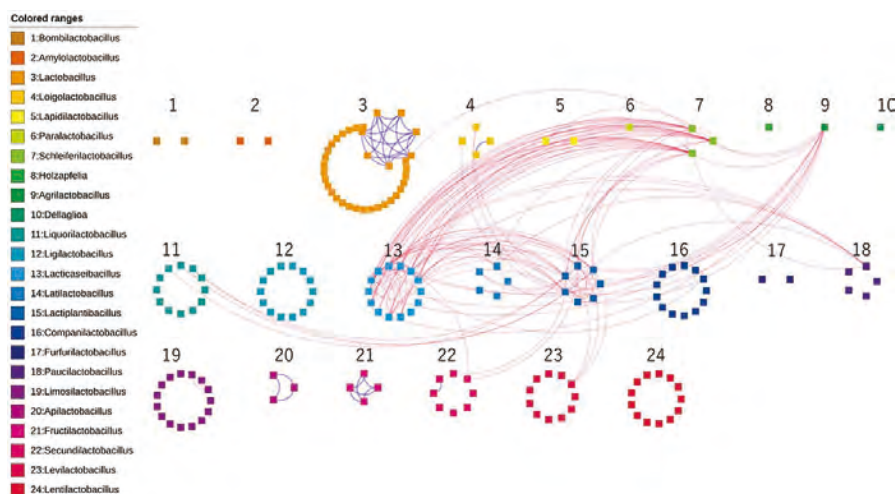 Colored ranges
1:Bombilactobacillus
2:Amylolactobacillus
3:Lactobacillus
4:Loigolactobacillus
5:Lapidilactobacillus
6:Paralactobacillus
7:Schleiferilactobacillus
8:Holzapfelia
9:Agrilactobacillus
10:Dellaglioa
11:Liquorilactobacillus
12:Ligilactobacillus
13:Lacticaseibacillus
14:Latilactobacillus
15:Lactiplantibacillus
16:Companilactobacillus
17:Furfurilactobacillus
18:Paucilactobacillus
19:Limosilactobacillus
20:Apilactobacillus
21:Fructilactobacillus
22:Secundilactobacillus
23:Levilactobacillus
24:Lentilactobacillus
1 2 3 4 5 6 7 8 9 10
11 12 13 14 15 16 17 18
19 20 21 22 23 24